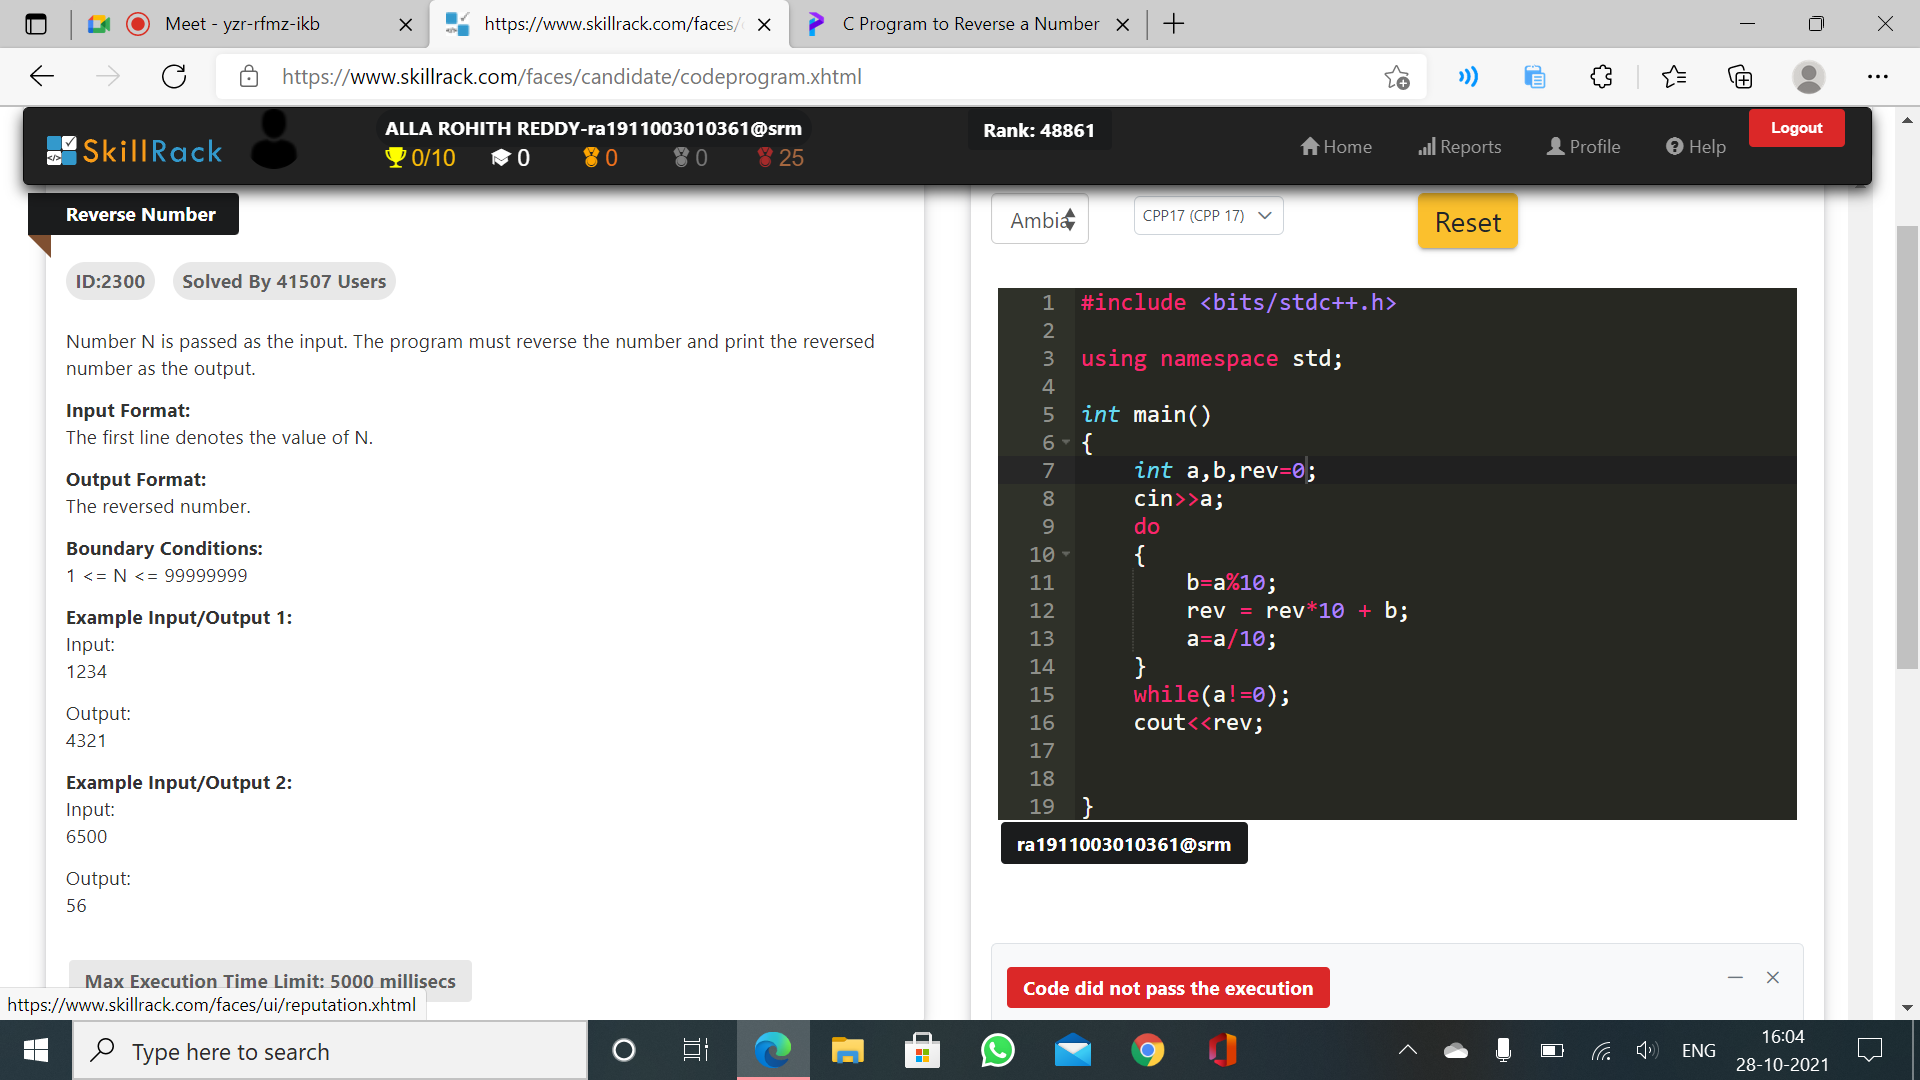 Meet - yzr-rfmz-ikb
https://www.skillrack.com/faces/
C Program to Reverse a Number
https://www.skillrack.com/faces/candidate/codeprogram.xhtml
SkillRack
ALLA ROHITH REDDY-ra1911003010361@srm
0/10 0 0 0 25
Rank: 48861
Home Reports Profile Help
Logout
Reverse Number
ID:2300 Solved By 41507 Users
Number N is passed as the input. The program must reverse the number and print the reversed
number as the output.
Input Format:
The first line denotes the value of N.
Output Format:
The reversed number.
Boundary Conditions:
1 <= N <= 99999999
Example Input/Output 1:
Input:
1234
Output:
4321
Example Input/Output 2:
Input:
6500
Output:
56
Max Execution Time Limit: 5000 millisecs
https://www.skillrack.com/faces/ui/reputation.xhtml
Ambia
CPP17 (CPP 17)
Reset
1 #include <bits/stdc++.h>
2
3 using namespace std;
4
5 int main()
6 {
7 int a,b,rev=0;
8 cin>>a;
9 do
10 {
11 b=a%10;
12 rev = rev*10 + b;
13 a=a/10;
14 }
15 while(a!=0);
16 cout<<rev;
17
18
19 }
ra1911003010361@srm
Code did not pass the execution
Type here to search
ENG
16:04
28-10-2021